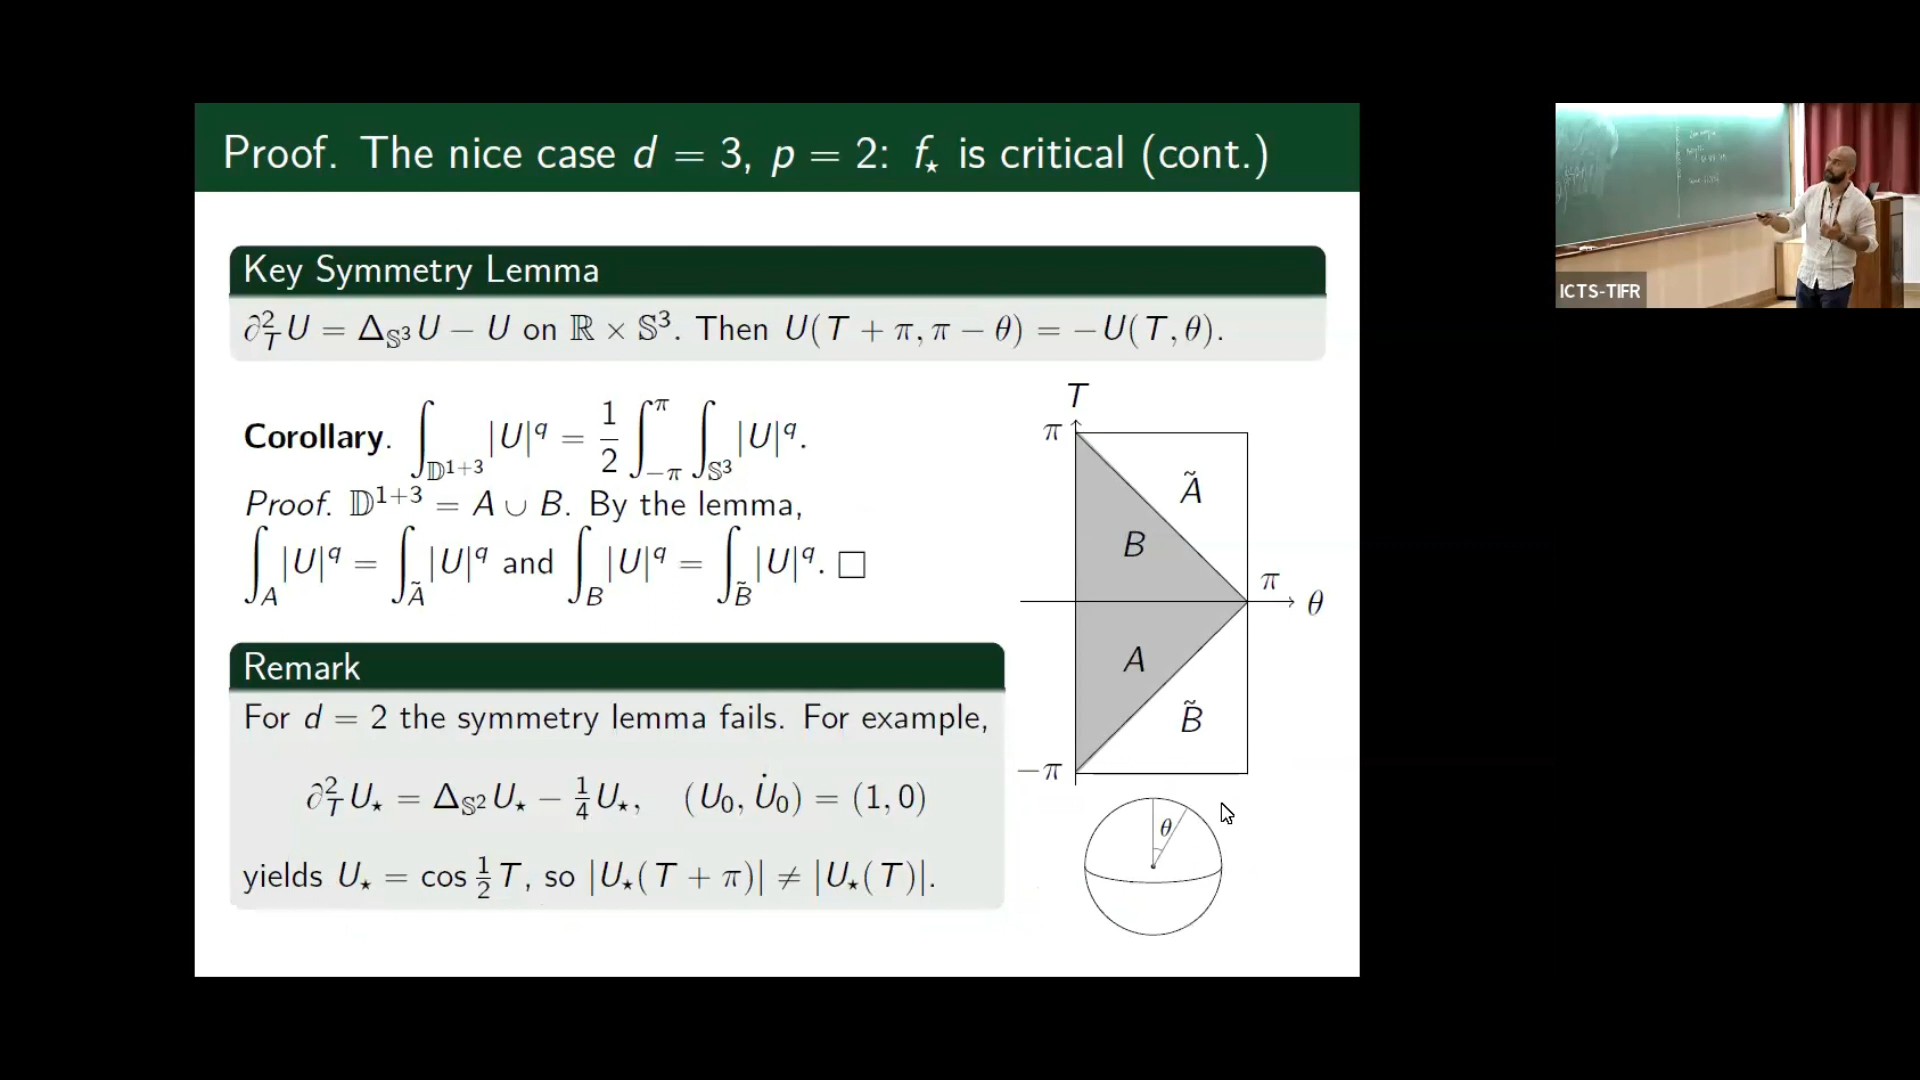 Proof. The nice case d = 3, p = 2: f⋆ is critical (cont.)
Key Symmetry Lemma
∂²_T U = Δ_{𝕊³} U − U on ℝ × 𝕊³. Then U(T + π, π − θ) = −U(T, θ).
Corollary. ∫_{𝔻^{1+3}} |U|^q = 1/2 ∫_{−π}^{π} ∫_{𝕊³} |U|^q.
Proof. 𝔻^{1+3} = A ∪ B. By the lemma,
∫_A |U|^q = ∫_Ã |U|^q and ∫_B |U|^q = ∫_B̃ |U|^q. □
Remark
For d = 2 the symmetry lemma fails. For example,
∂²_T U⋆ = Δ_{𝕊²} U⋆ − 1/4 U⋆, (U₀, U̇₀) = (1, 0)
yields U⋆ = cos 1/2 T, so |U⋆(T + π)| ≠ |U⋆(T)|.
T
π
Ã
B
π
θ
A
B̃
−π
θ
ICTS-TIFR